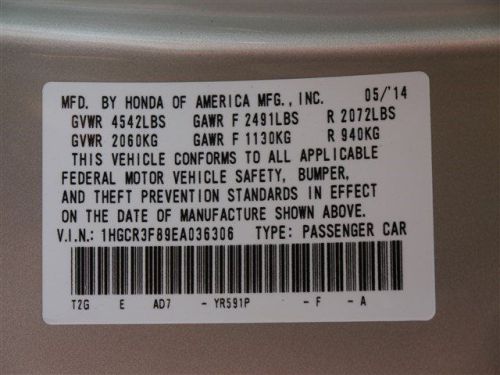 MFD. BY HONDA OF AMERICA MFG., INC. 05/'14
GVWR 4542LBS GAWR F 2491LBS R 2072LBS
GVWR 2060KG GAWR F 1130KG R 940KG
THIS VEHICLE CONFORMS TO ALL APPLICABLE
FEDERAL MOTOR VEHICLE SAFETY, BUMPER,
AND THEFT PREVENTION STANDARDS IN EFFECT
ON THE DATE OF MANUFACTURE SHOWN ABOVE.
V.I.N.: 1HGCR3F89EA036306 TYPE: PASSENGER CAR
T2G E AD7 -YR591P -F -A